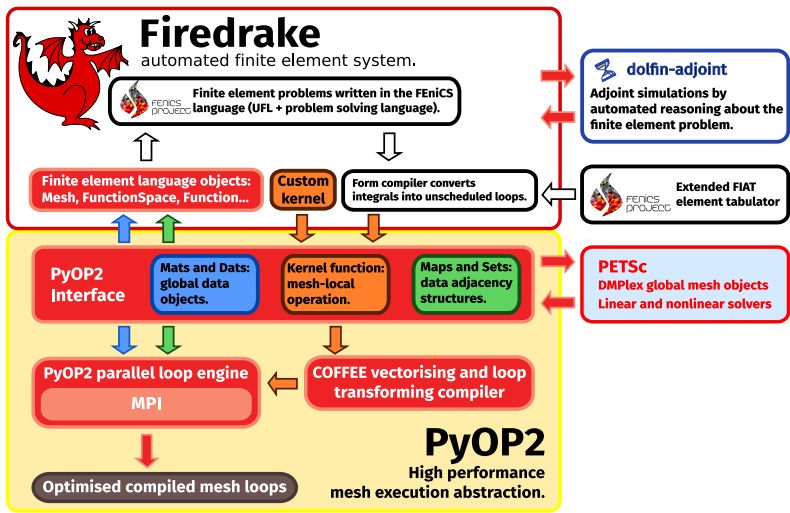 Firedrake
automated finite element system.
FENICS
PROJECT
Finite element problems written in the FEniCS
language (UFL + problem solving language).
dolfin-adjoint
Adjoint simulations by
automated reasoning about the
finite element problem.
Finite element language objects:
Mesh, FunctionSpace, Function...
Custom
kernel
Form compiler converts
integrals into unscheduled loops.
FENICS
PROJECT
Extended FIAT
element tabulator
PyOP2
Interface
Mats and Dats:
global data
objects.
Kernel function:
mesh-local
operation.
Maps and Sets:
data adjacency
structures.
PETSc
DMPlex global mesh objects
Linear and nonlinear solvers
PyOP2 parallel loop engine
MPI
COFFEE vectorising and loop
transforming compiler
PyOP2
High performance
mesh execution abstraction.
Optimised compiled mesh loops